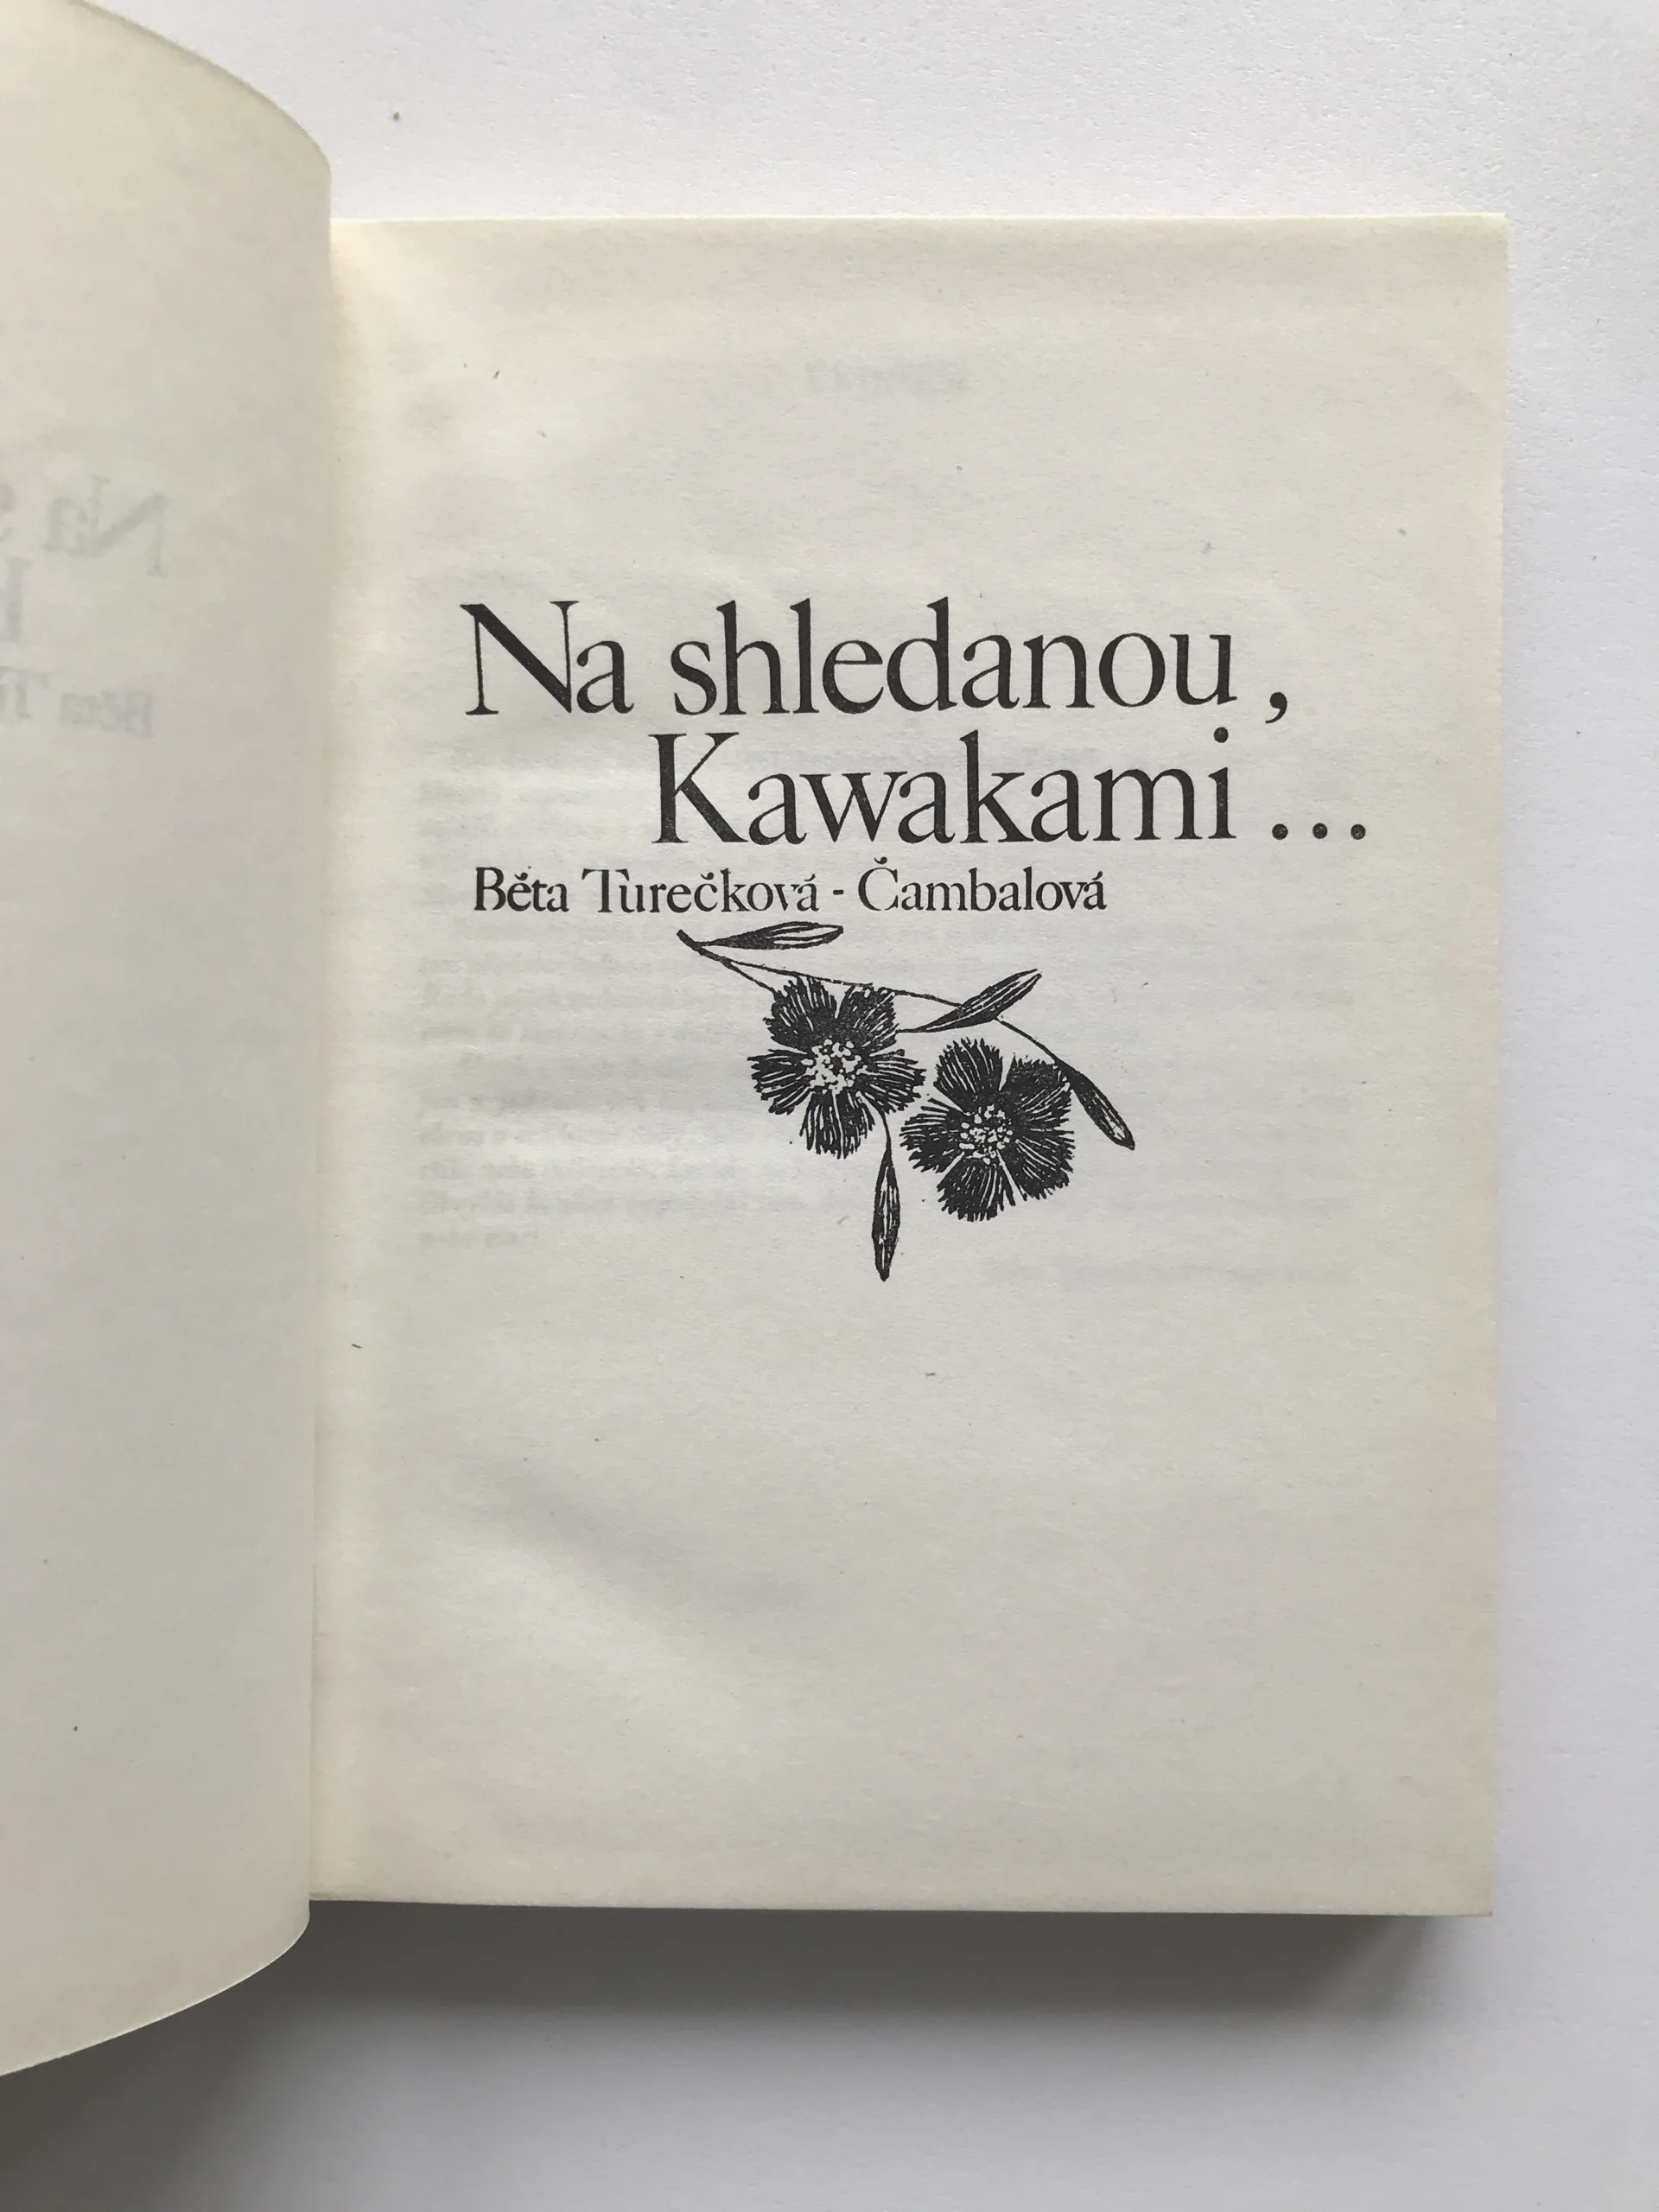 Na shledanou,
Kawakami...
Běta Turečková - Čambalová